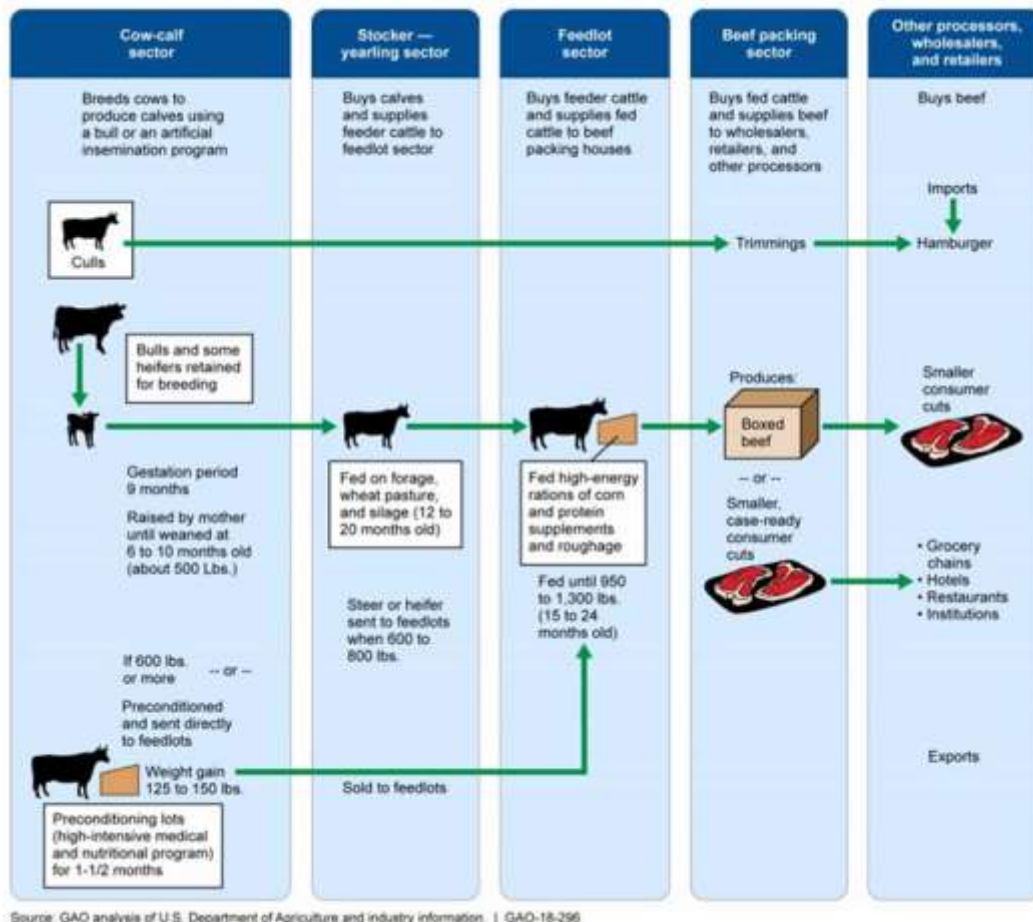 Cow-calf
sector
Breeds cows to
produce calves using
a bull or an artificial
insemination program
Culls
Bulls and some
heifers retained
for breeding
Gestation period
9 months
Raised by mother
until weaned at
6 to 10 months old
(about 500 Lbs.)
If 600 lbs.
or more
-- or --
Preconditioned
and sent directly
to feedlots
Weight gain
125 to 150 lbs.
Preconditioning lots
(high-intensive medical
and nutritional program)
for 1-1/2 months
Stocker —
yearling sector
Buys calves
and supplies
feeder cattle to
feedlot sector
Fed on forage,
wheat pasture,
and silage (12 to
20 months old)
Steer or heifer
sent to feedlots
when 600 to
800 lbs.
Sold to feedlots
Feedlot
sector
Buys feeder cattle
and supplies fed
cattle to beef
packing houses
Fed high-energy
rations of corn
and protein
supplements
and roughage
Fed until 950
to 1,300 lbs.
(15 to 24
months old)
Beef packing
sector
Buys fed cattle
and supplies beef
to wholesalers,
retailers, and
other processors
Trimmings
Produces:
Boxed
beef
-- or --
Smaller,
case-ready
consumer
cuts
Other processors,
wholesalers,
and retailers
Buys beef
Imports
Hamburger
Smaller
consumer
cuts
• Grocery
chains
• Hotels
• Restaurants
• Institutions
Exports
Source: GAO analysis of U.S. Department of Agriculture and industry information. | GAO-18-296